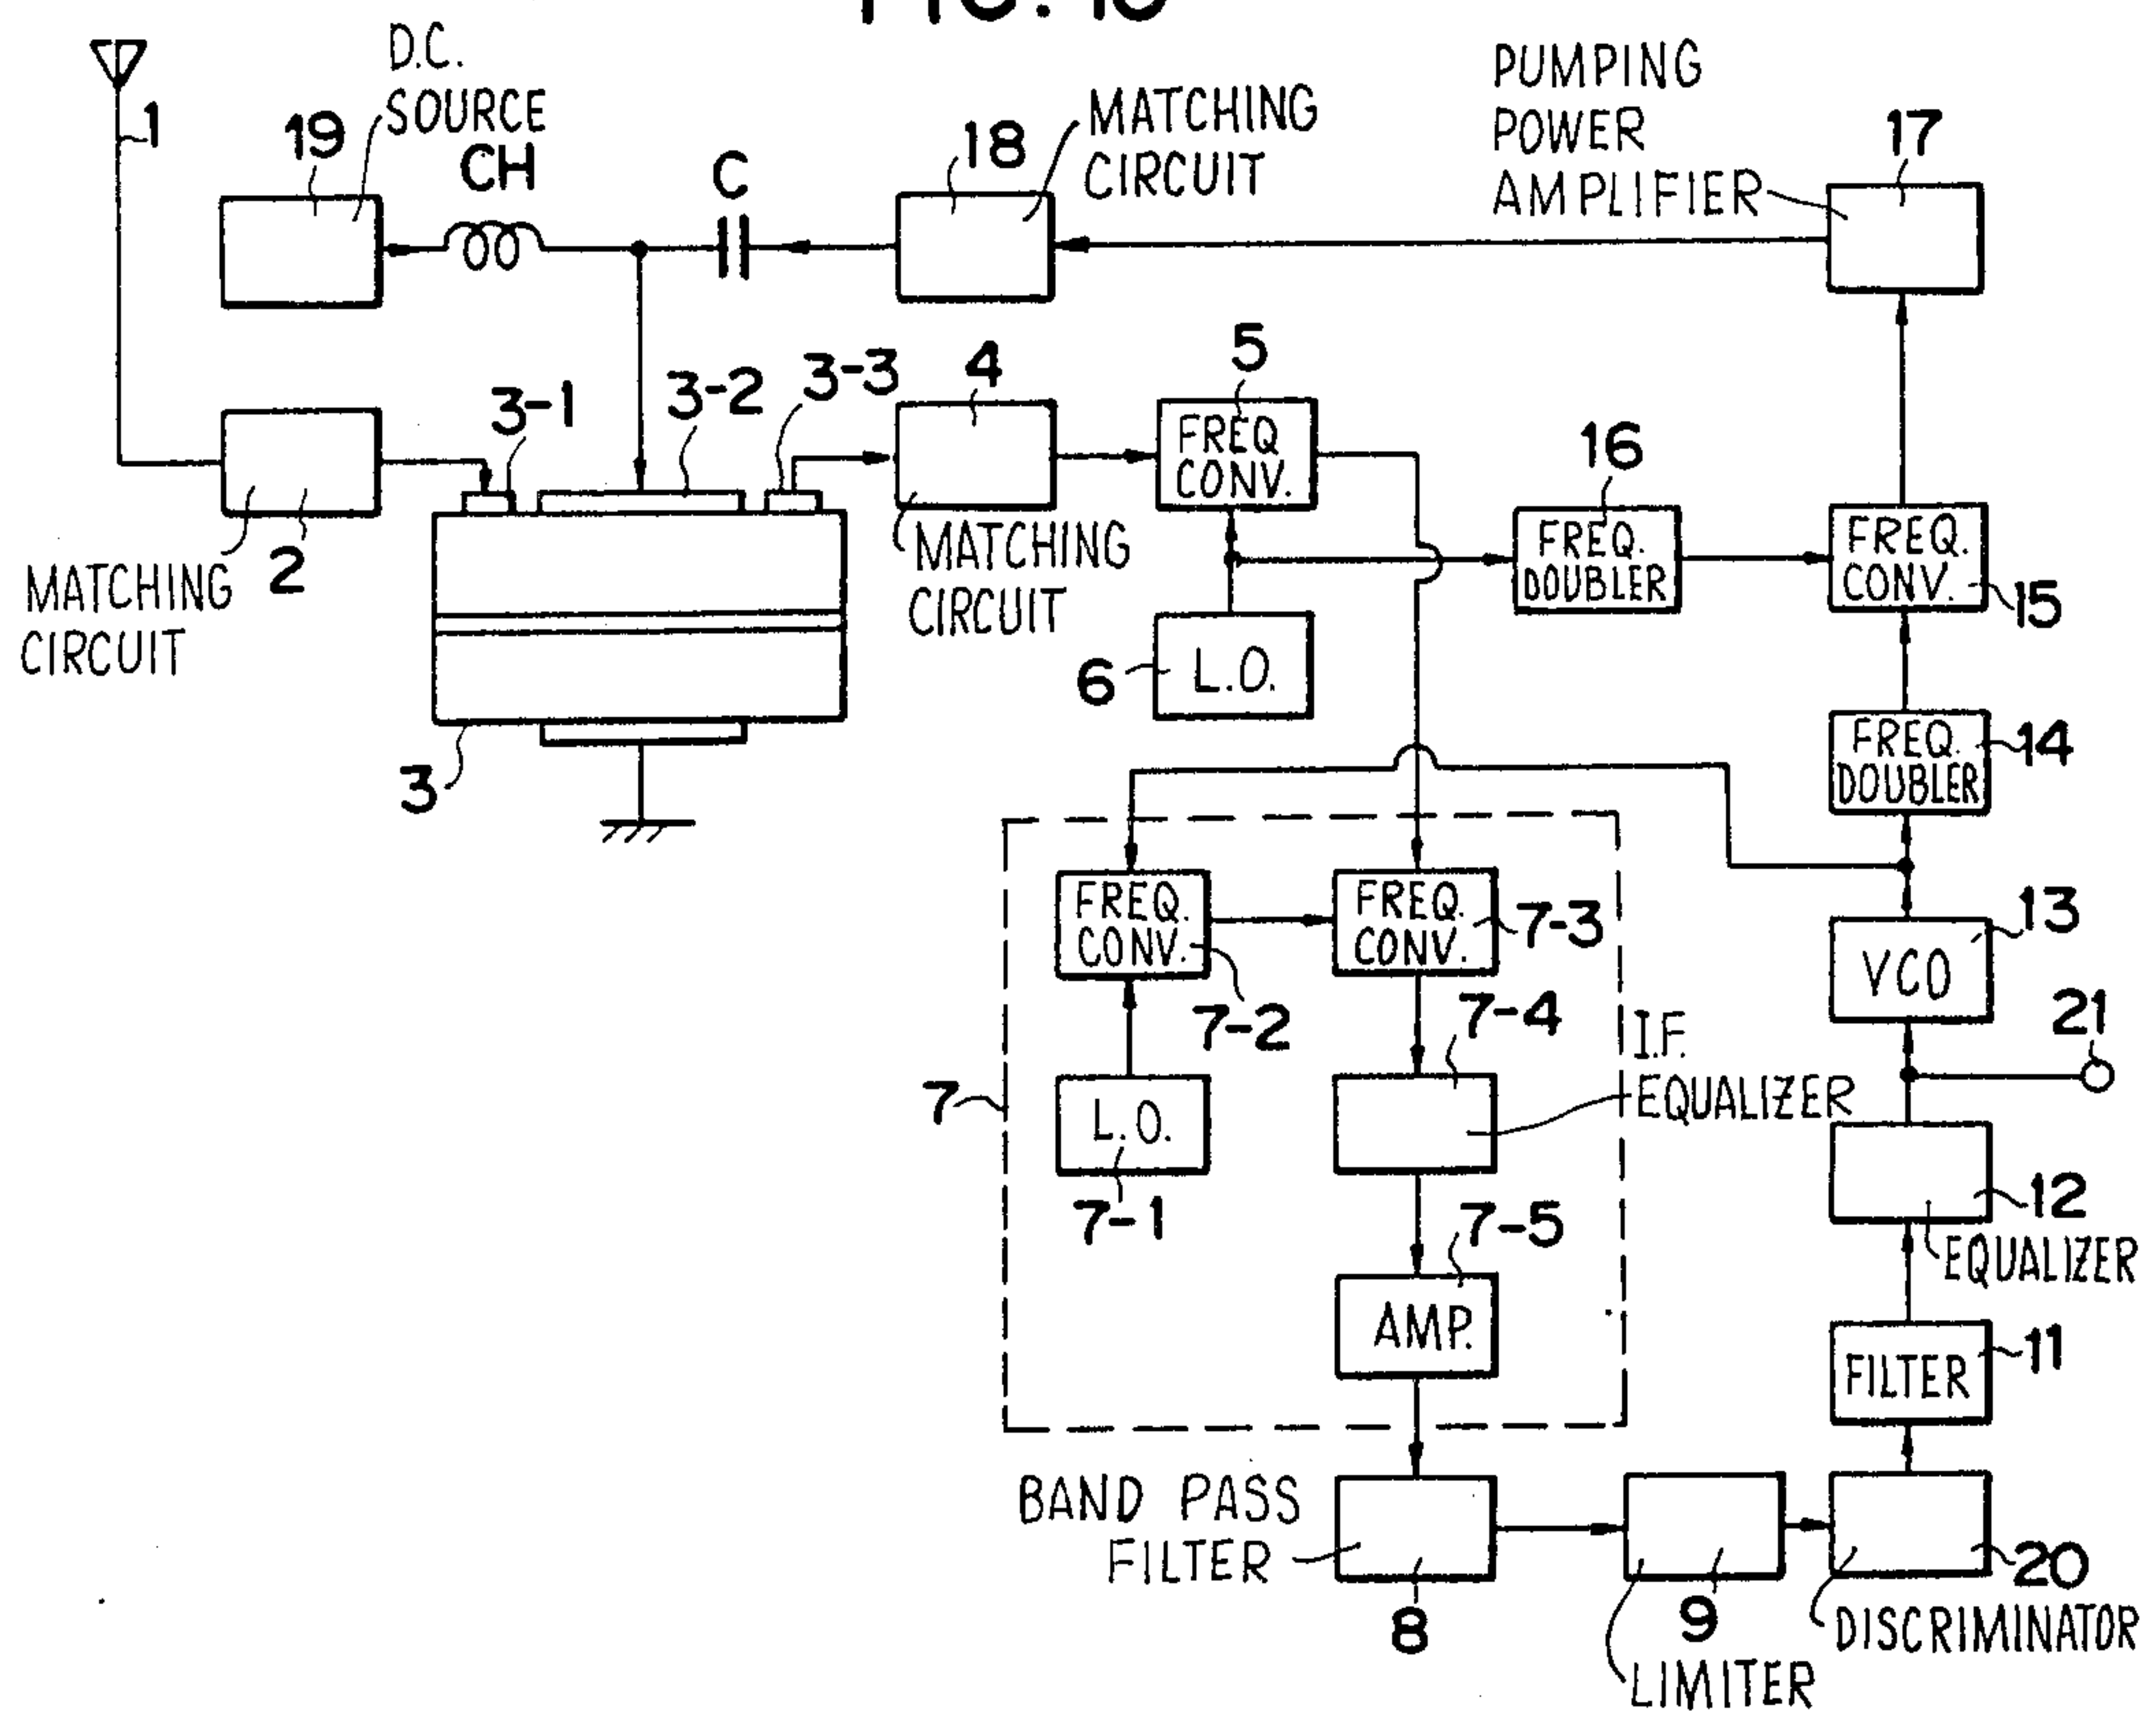 D.C.
SOURCE
1
19
CH
C
18
MATCHING
CIRCUIT
PUMPING
POWER
AMPLIFIER
17
3-1
3-2
3-3
4
5
FREQ.
CONV.
16
FREQ.
DOUBLER
FREQ.
CONV.
15
MATCHING
CIRCUIT
2
MATCHING
CIRCUIT
6
L.O.
3
FREQ.
DOUBLER
14
FREQ.
CONV.
7-2
FREQ.
CONV.
7-3
13
VCO
21
7-4
I.F.
EQUALIZER
7
L.O.
7-1
12
EQUALIZER
7-5
AMP.
FILTER
11
BAND PASS
FILTER
8
9
LIMITER
20
DISCRIMINATOR